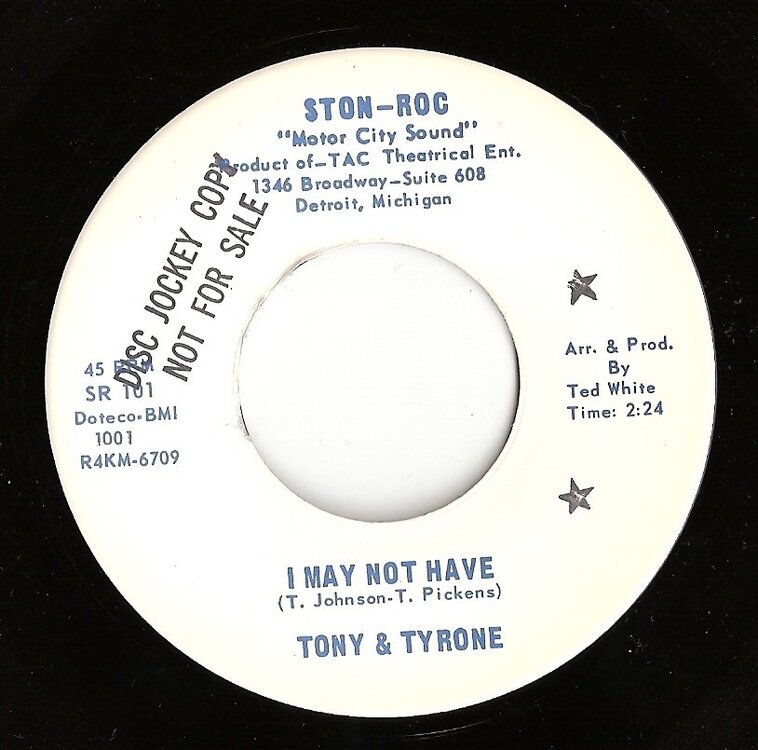 STON-ROC
"Motor City Sound"
Product of-TAC Theatrical Ent.
1346 Broadway-Suite 608
Detroit, Michigan
DISC JOCKEY COPY
NOT FOR SALE
45 RPM
SR 101
Doteco-BMI
1001
R4KM-6709
Arr. & Prod.
By
Ted White
Time: 2:24
I MAY NOT HAVE
(T. Johnson-T. Pickens)
TONY & TYRONE